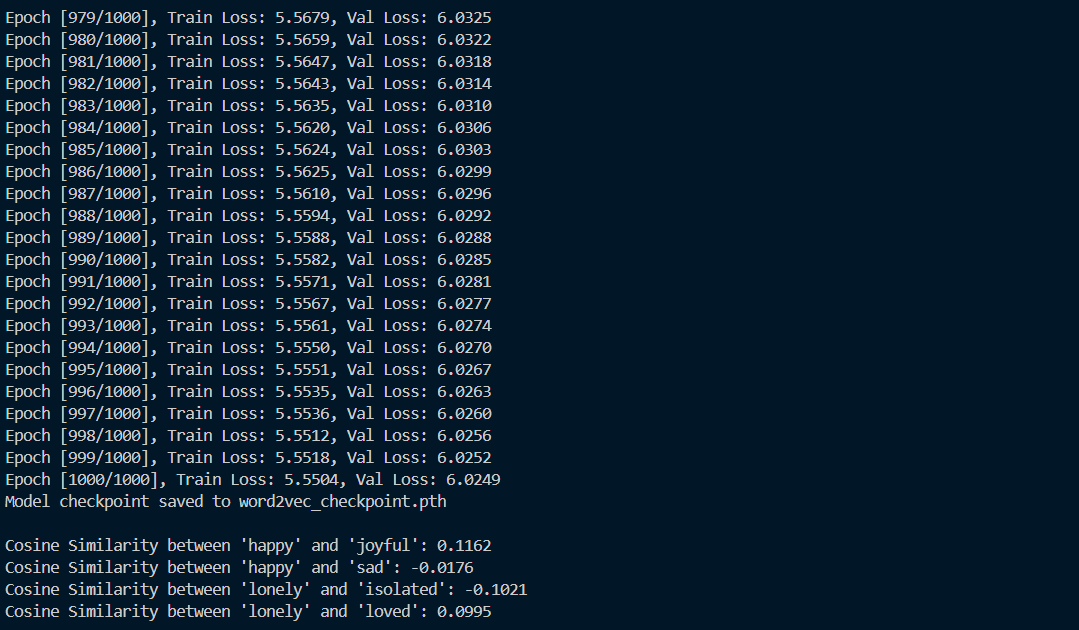 Epoch [979/1000], Train Loss: 5.5679, Val Loss: 6.0325
Epoch [980/1000], Train Loss: 5.5659, Val Loss: 6.0322
Epoch [981/1000], Train Loss: 5.5647, Val Loss: 6.0318
Epoch [982/1000], Train Loss: 5.5643, Val Loss: 6.0314
Epoch [983/1000], Train Loss: 5.5635, Val Loss: 6.0310
Epoch [984/1000], Train Loss: 5.5620, Val Loss: 6.0306
Epoch [985/1000], Train Loss: 5.5624, Val Loss: 6.0303
Epoch [986/1000], Train Loss: 5.5625, Val Loss: 6.0299
Epoch [987/1000], Train Loss: 5.5610, Val Loss: 6.0296
Epoch [988/1000], Train Loss: 5.5594, Val Loss: 6.0292
Epoch [989/1000], Train Loss: 5.5588, Val Loss: 6.0288
Epoch [990/1000], Train Loss: 5.5582, Val Loss: 6.0285
Epoch [991/1000], Train Loss: 5.5571, Val Loss: 6.0281
Epoch [992/1000], Train Loss: 5.5567, Val Loss: 6.0277
Epoch [993/1000], Train Loss: 5.5561, Val Loss: 6.0274
Epoch [994/1000], Train Loss: 5.5550, Val Loss: 6.0270
Epoch [995/1000], Train Loss: 5.5551, Val Loss: 6.0267
Epoch [996/1000], Train Loss: 5.5535, Val Loss: 6.0263
Epoch [997/1000], Train Loss: 5.5536, Val Loss: 6.0260
Epoch [998/1000], Train Loss: 5.5512, Val Loss: 6.0256
Epoch [999/1000], Train Loss: 5.5518, Val Loss: 6.0252
Epoch [1000/1000], Train Loss: 5.5504, Val Loss: 6.0249
Model checkpoint saved to word2vec_checkpoint.pth
Cosine Similarity between 'happy' and 'joyful': 0.1162
Cosine Similarity between 'happy' and 'sad': -0.0176
Cosine Similarity between 'lonely' and 'isolated': -0.1021
Cosine Similarity between 'lonely' and 'loved': 0.0995